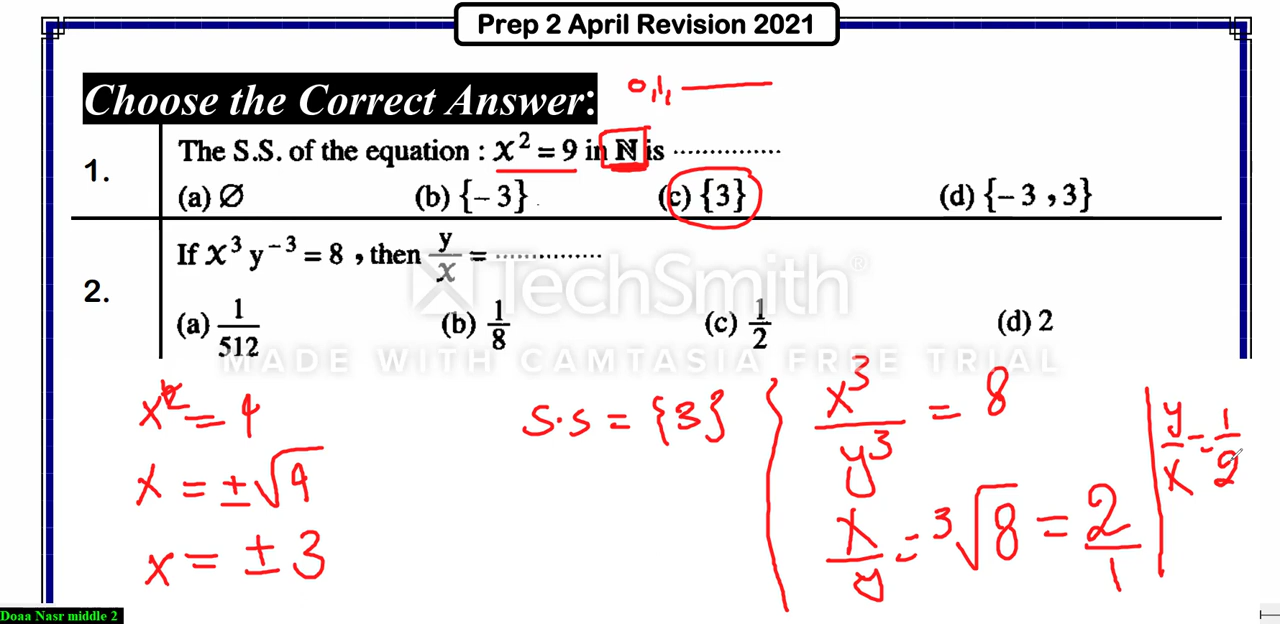 Prep 2 April Revision 2021
0,1,
Choose the Correct Answer:
1.
The S.S. of the equation : x² = 9 in ℕ is ...............
(a) ∅ (b) {– 3} (c) {3} (d) {– 3 , 3}
2.
If x³ y⁻³ = 8 , then y/x = ...............
(a) 1/512 (b) 1/8 (c) 1/2 (d) 2
TechSmith®
MADE WITH CAMTASIA FREE TRIAL
x² = 4
x = ±√4
x = ± 3
S.S = {3}
x³/y³ = 8
x/y = ³√8 = 2/1
y/x = 1/2
Doaa Nasr middle 2